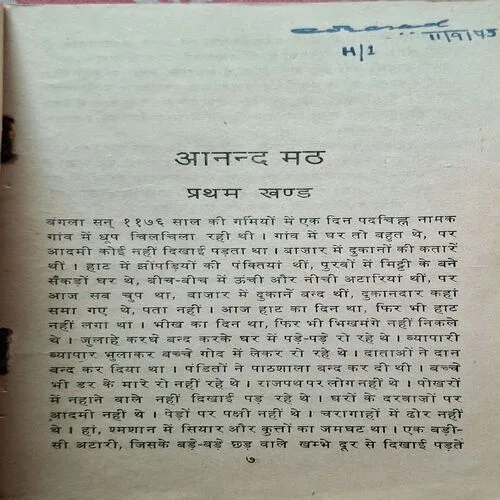 H/1
11/9/75
आनन्द मठ
प्रथम खण्ड
बंगला सन् ११७६ साल की गर्मियों में एक दिन पदचिह्न नामक
गांव में धूप चिलचिला रही थी । गांव में घर तो बहुत थे, पर
आदमी कोई नहीं दिखाई पड़ता था । बाजार में दुकानों की कतारें
थीं । हाट में झोंपड़ियों की पंक्तियां थीं, पुरवों में मिट्टी के बने
सैंकड़ों घर थे, बीच-बीच में ऊंची और नीची अटारियां थीं, पर
आज सब चुप था, बाजार में दुकानें बन्द थीं, दुकानदार कहां
समा गए थे, पता नहीं । आज हाट का दिन था, फिर भी हाट
नहीं लगा था । भीख का दिन था, फिर भी भिखमंगे नहीं निकले
थे । जुलाहे करघे बन्द करके घर में पड़े-पड़े रो रहे थे । व्यापारी
व्यापार भुलाकर बच्चे गोद में लेकर रो रहे थे । दाताओं ने दान
बन्द कर दिया था । पंडितों ने पाठशाला बन्द कर दी थी । बच्चे
भी डर के मारे रो नहीं रहे थे । राजपथ पर लोग नहीं थे । पोखरों
में नहाने वाले नहीं दिखाई पड़ रहे थे । घरों के दरवाज़ों पर
आदमी नहीं थे । पेड़ों पर पक्षी नहीं थे । चरागाहों में ढोर नहीं
थे । हां, श्मशान में सियार और कुत्तों का जमघट था । एक बड़ी-
सी अटारी, जिसके बड़े-बड़े छड़ वाले खम्भे दूर से दिखाई पड़ते
७